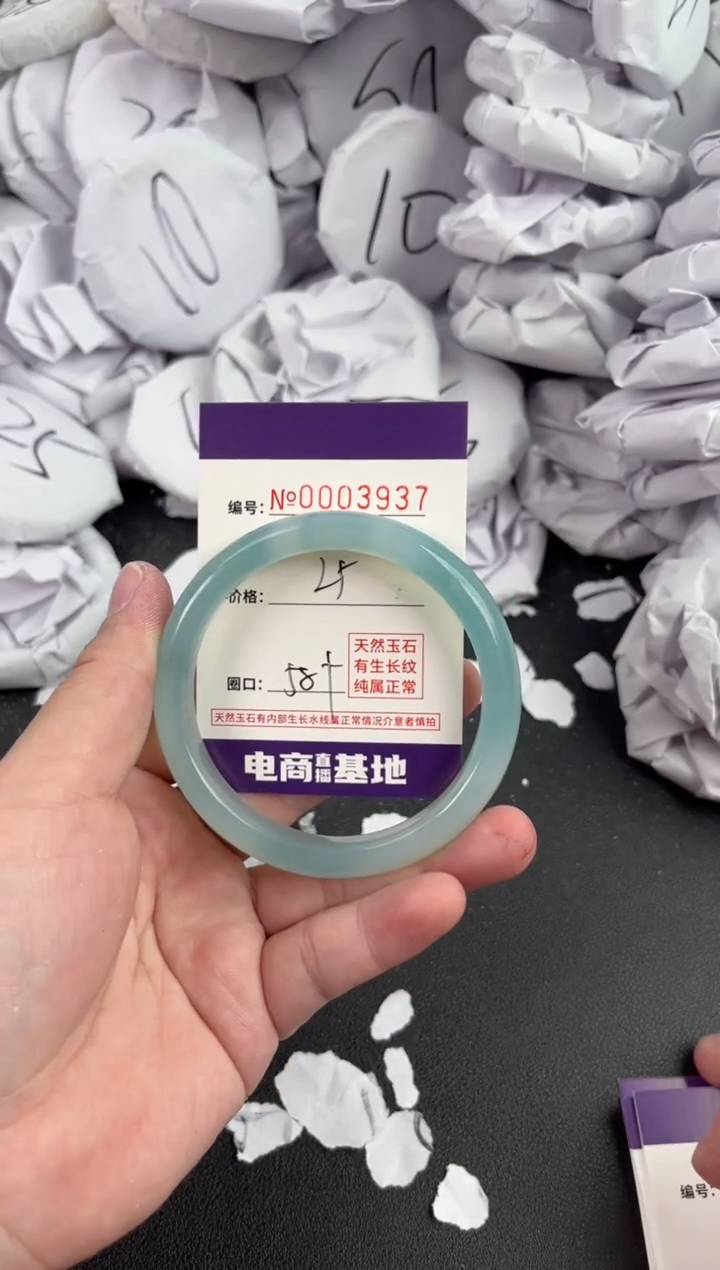 10
10
编号: №0003937
价格: 25
圈口: 58+
天然玉石
有生长纹
纯属正常
天然玉石有内部生长水线属正常情况介意者慎拍
电商直播基地
25
编号: